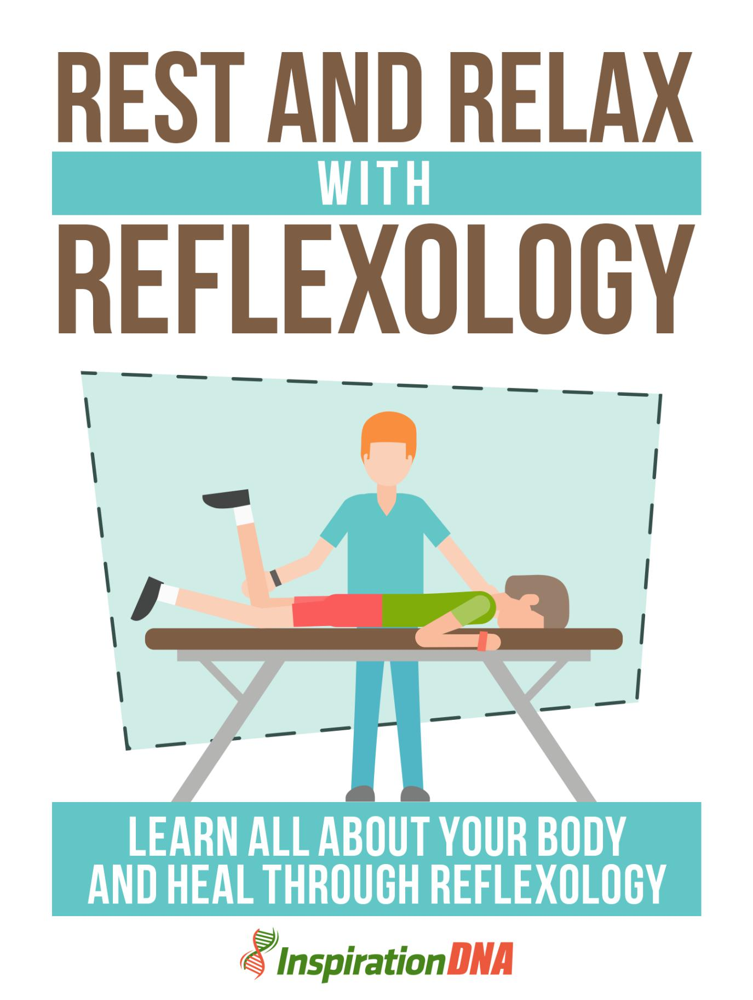 REST AND RELAX
WITH
REFLEXOLOGY
LEARN ALL ABOUT YOUR BODY
AND HEAL THROUGH REFLEXOLOGY
InspirationDNA